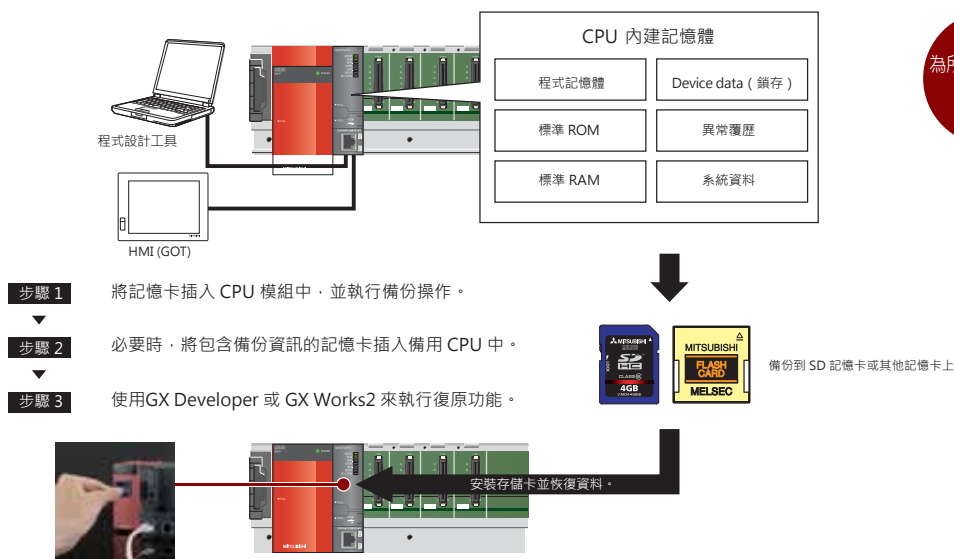 CPU 內建記憶體
程式記憶體
Device data(鎖存)
標準 ROM
異常覆歷
標準 RAM
系統資料
程式設計工具
HMI (GOT)
步驟 1
將記憶卡插入 CPU 模組中,並執行備份操作。
步驟 2
必要時,將包含備份資訊的記憶卡插入備用 CPU 中。
步驟 3
使用GX Developer 或 GX Works2 來執行復原功能。
MITSUBISHI
SD
HC
4GB
MITSUBISHI
FLASH
CARD
MELSEC
備份到 SD 記憶卡或其他記憶卡上
安裝存儲卡並恢復資料。